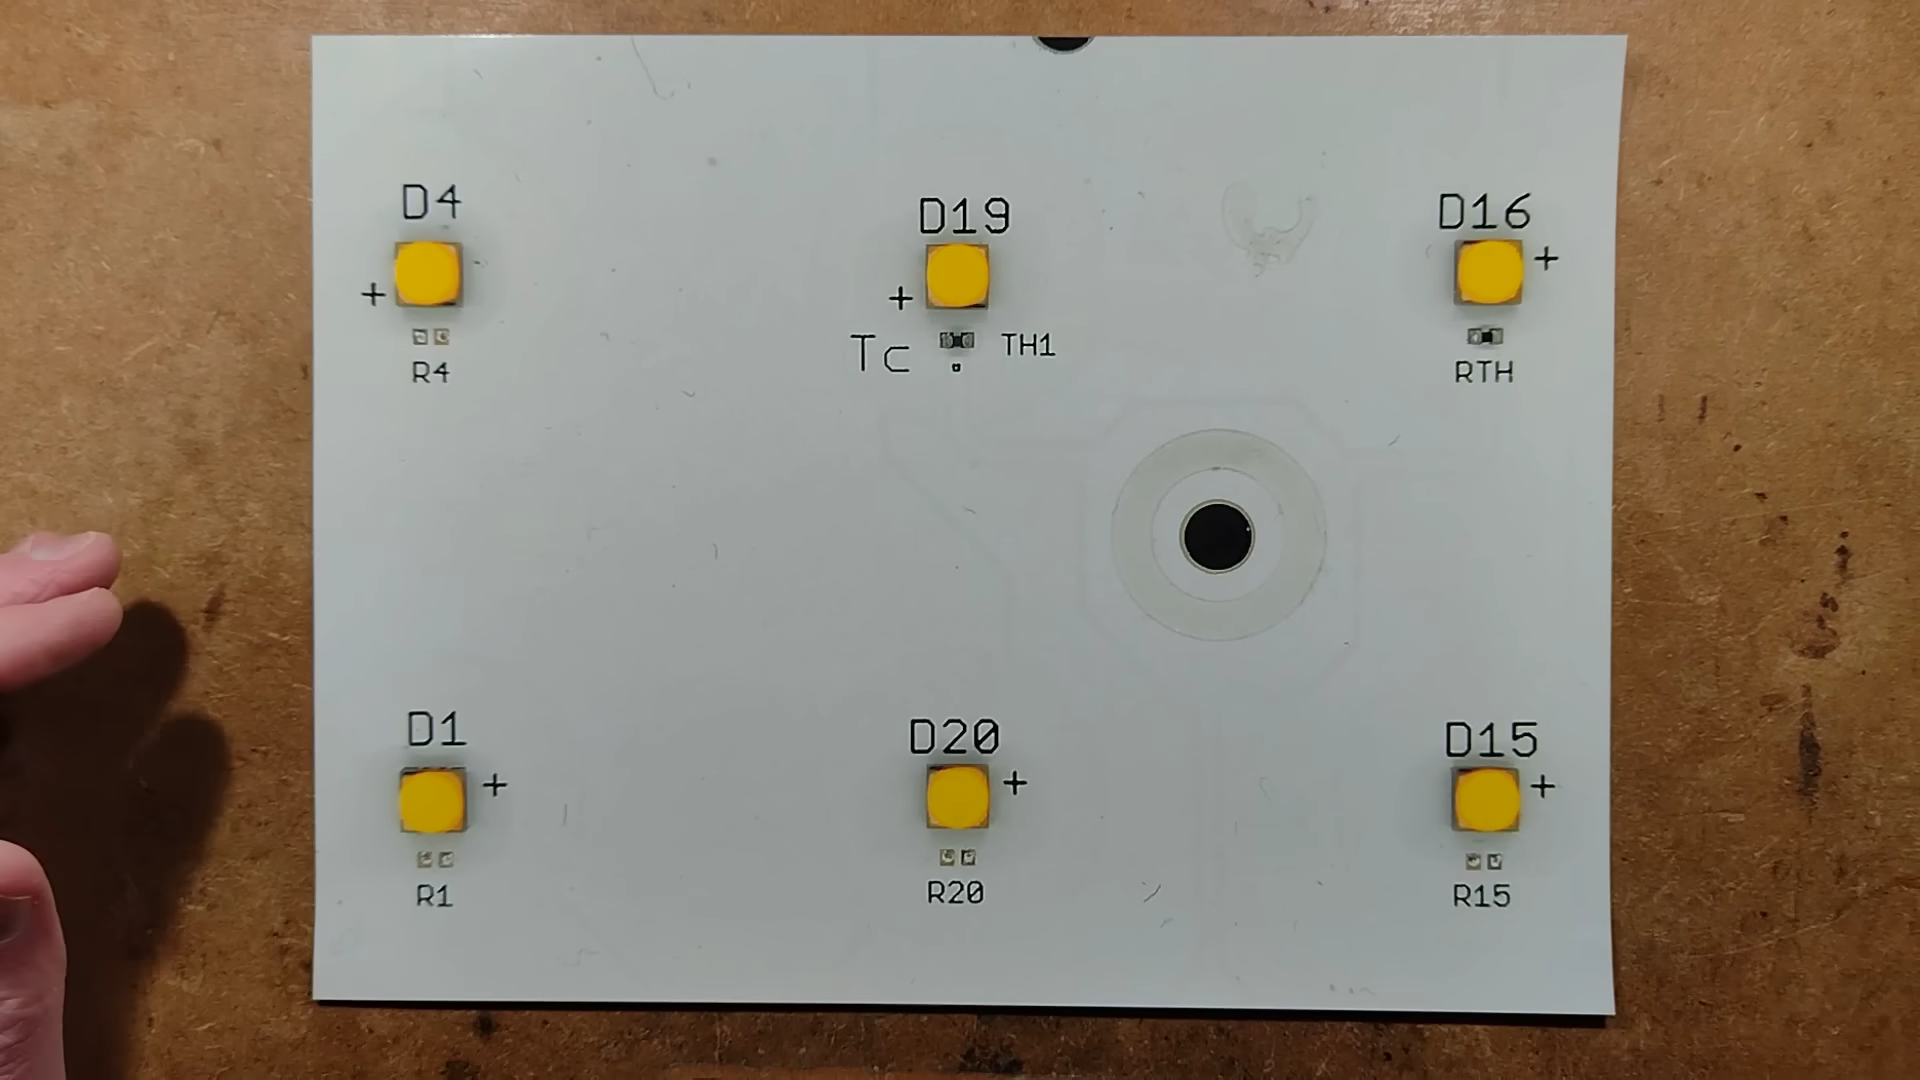 D4
D19
D16
+
+
+
Tc
TH1
R4
RTH
D1
D20
D15
+
+
+
R1
R20
R15